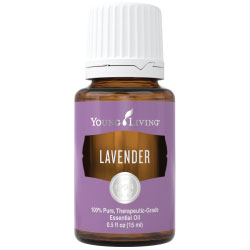 YOUNG LIVING
LAVENDER
100% Pure, Therapeutic-Grade
Essential Oil
0.5 fl oz (15 ml)